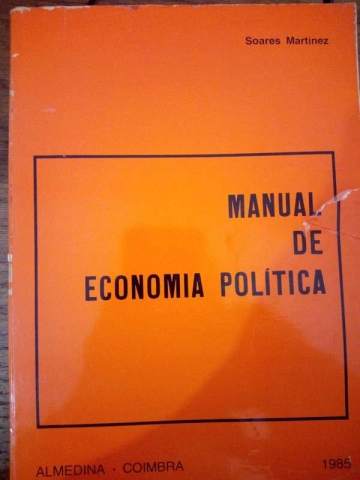 Soares Martinez
MANUAL
DE
ECONOMIA POLÍTICA
ALMEDINA · COIMBRA 1985